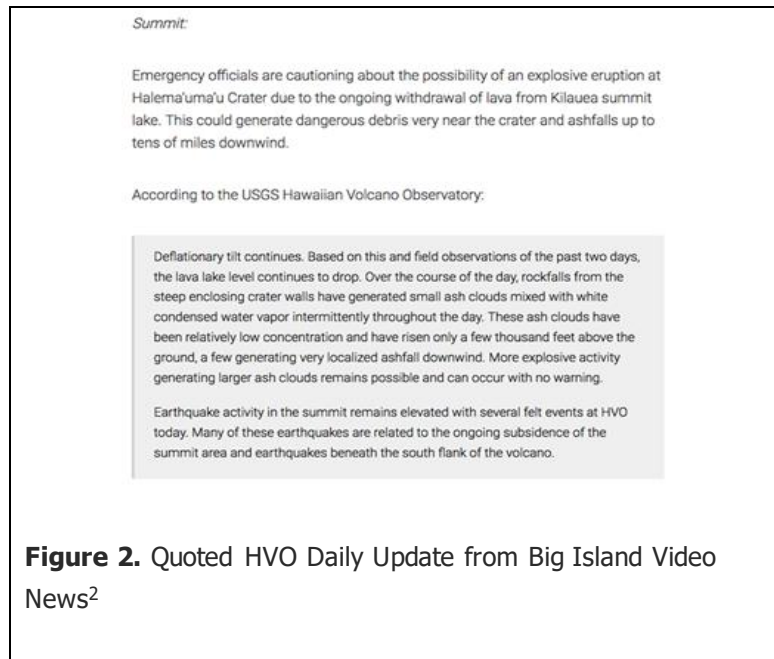 Summit:
Emergency officials are cautioning about the possibility of an explosive eruption at
Halema'uma'u Crater due to the ongoing withdrawal of lava from Kilauea summit
lake. This could generate dangerous debris very near the crater and ashfalls up to
tens of miles downwind.
According to the USGS Hawaiian Volcano Observatory:
Deflationary tilt continues. Based on this and field observations of the past two days,
the lava lake level continues to drop. Over the course of the day, rockfalls from the
steep enclosing crater walls have generated small ash clouds mixed with white
condensed water vapor intermittently throughout the day. These ash clouds have
been relatively low concentration and have risen only a few thousand feet above the
ground, a few generating very localized ashfall downwind. More explosive activity
generating larger ash clouds remains possible and can occur with no warning.
Earthquake activity in the summit remains elevated with several felt events at HVO
today. Many of these earthquakes are related to the ongoing subsidence of the
summit area and earthquakes beneath the south flank of the volcano.
Figure 2. Quoted HVO Daily Update from Big Island Video
News²